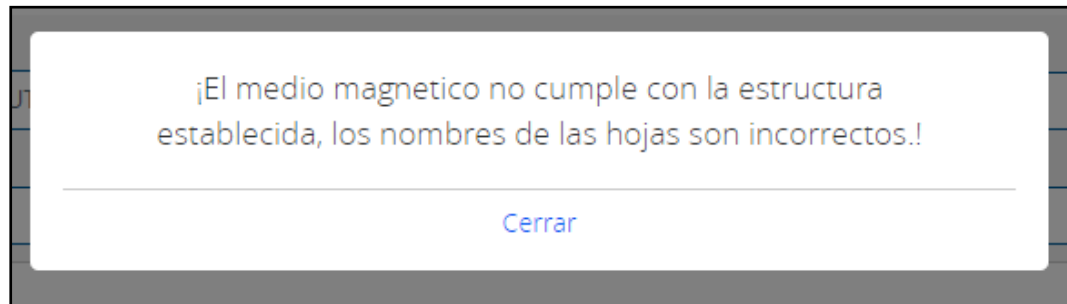 ¡El medio magnetico no cumple con la estructura
establecida, los nombres de las hojas son incorrectos.!
Cerrar